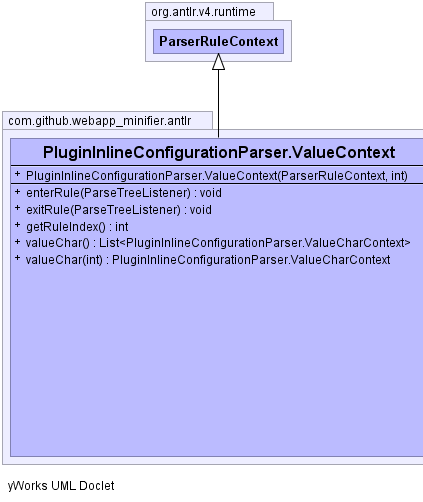 org.antlr.v4.runtime
ParserRuleContext
com.github.webapp_minifier.antlr
PluginInlineConfigurationParser.ValueContext
+ PluginInlineConfigurationParser.ValueContext(ParserRuleContext, int)
+ enterRule(ParseTreeListener) : void
+ exitRule(ParseTreeListener) : void
+ getRuleIndex() : int
+ valueChar() : List<PluginInlineConfigurationParser.ValueCharContext>
+ valueChar(int) : PluginInlineConfigurationParser.ValueCharContext
yWorks UML Doclet